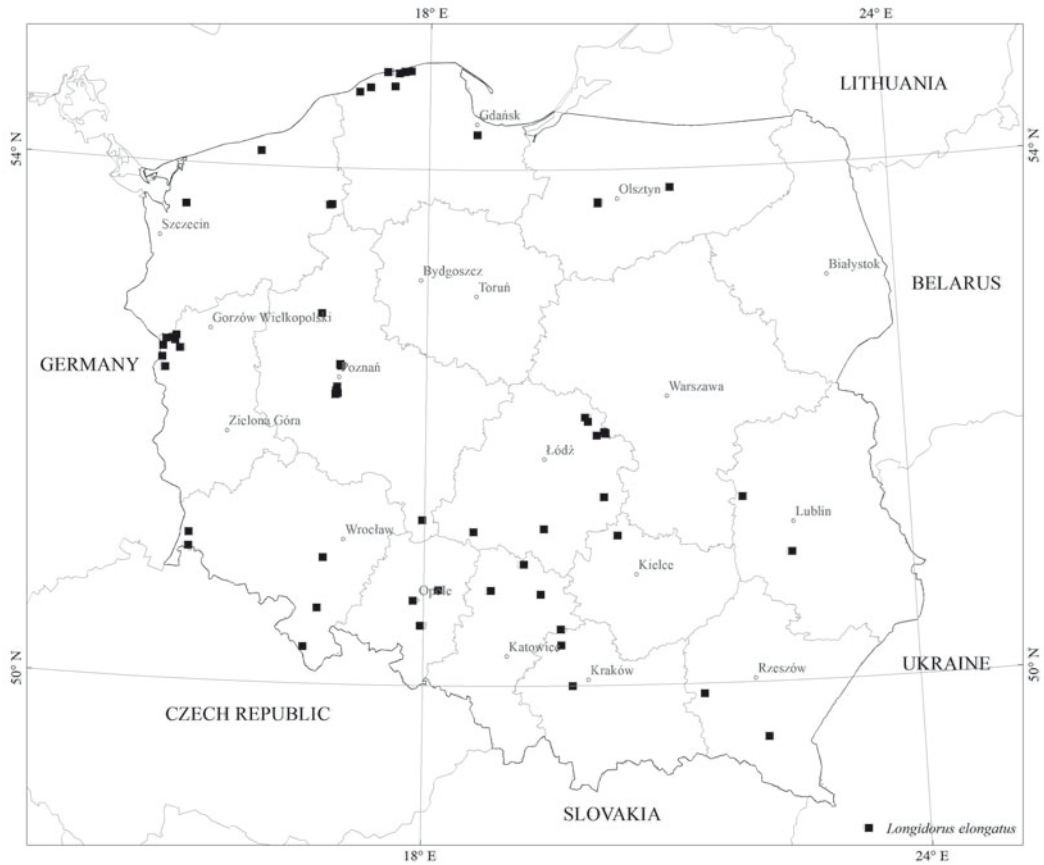 18° E
24° E
LITHUANIA
Gdańsk
54° N
54° N
Olsztyn
Szczecin
Białystok
Bydgoszcz
BELARUS
Toruń
Gorzów Wielkopolski
GERMANY
Poznań
Warszawa
Zielona Góra
Łódź
Lublin
Wrocław
Kielce
Opole
Katowice
50° N
50° N
UKRAINE
Kraków
Rzeszów
CZECH REPUBLIC
SLOVAKIA
Longidorus elongatus
18° E
24° E